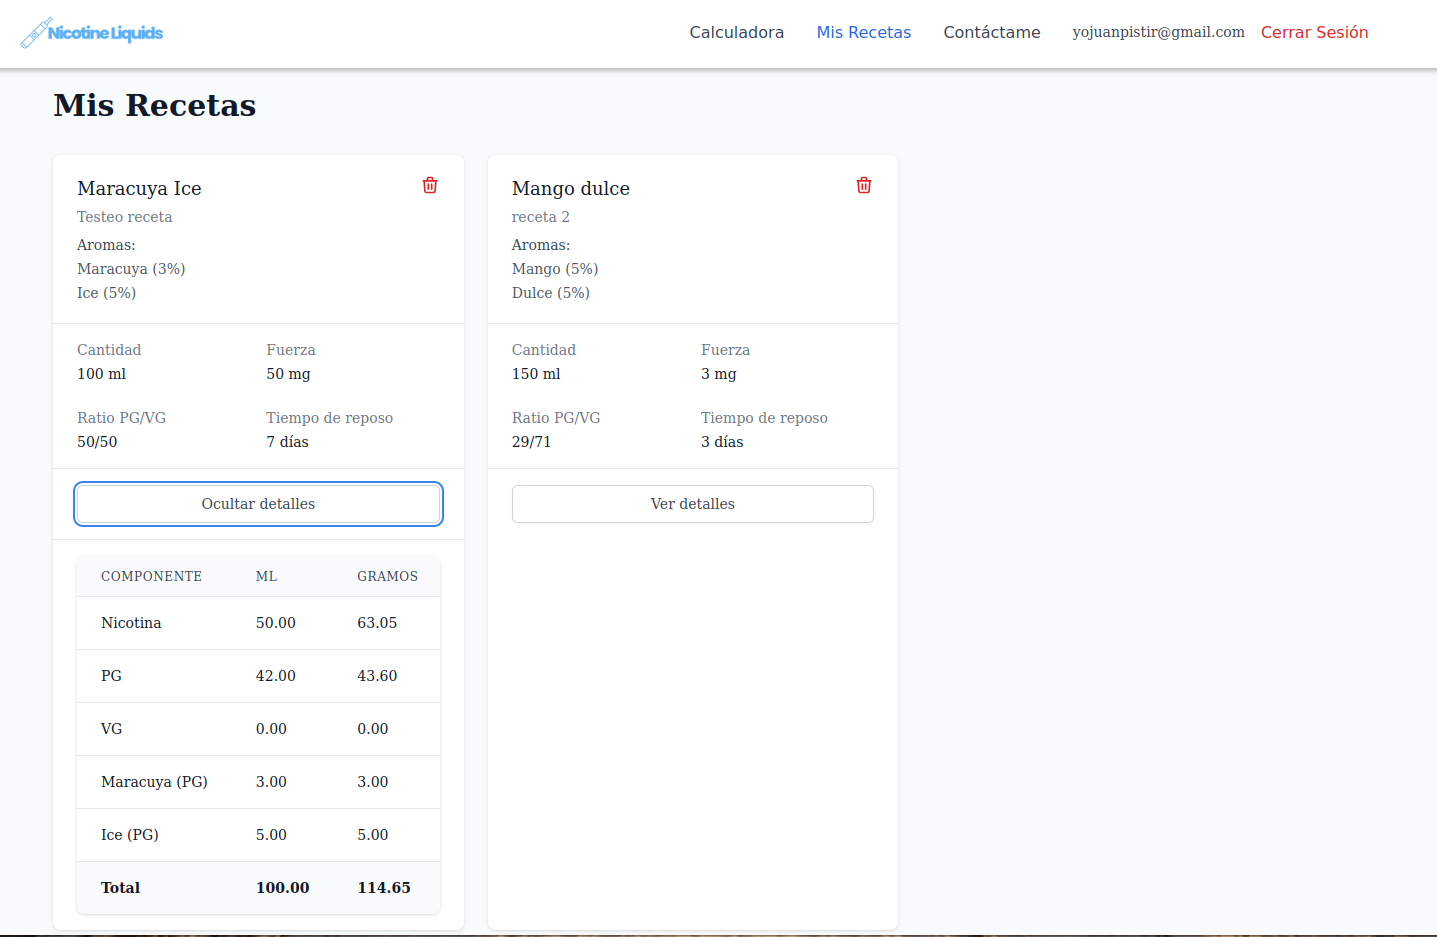 Nicotine Liquids
Calculadora Mis Recetas Contáctame yojuanpistir@gmail.com Cerrar Sesión
Mis Recetas
Maracuya Ice
Testeo receta
Aromas:
Maracuya (3%)
Ice (5%)
Cantidad Fuerza
100 ml 50 mg
Ratio PG/VG Tiempo de reposo
50/50 7 días
Ocultar detalles
COMPONENTE ML GRAMOS
Nicotina 50.00 63.05
PG 42.00 43.60
VG 0.00 0.00
Maracuya (PG) 3.00 3.00
Ice (PG) 5.00 5.00
Total 100.00 114.65
Mango dulce
receta 2
Aromas:
Mango (5%)
Dulce (5%)
Cantidad Fuerza
150 ml 3 mg
Ratio PG/VG Tiempo de reposo
29/71 3 días
Ver detalles